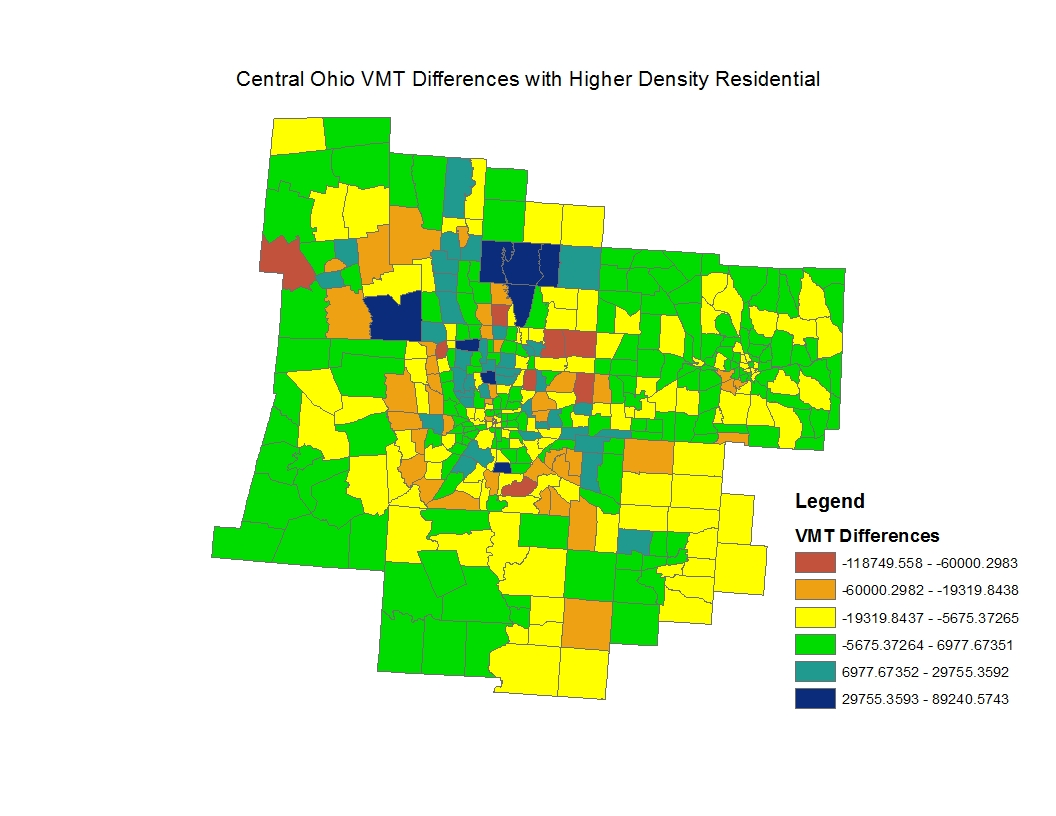 Central Ohio VMT Differences with Higher Density Residential
Legend
VMT Differences
-118749.558 - -60000.2983
-60000.2982 - -19319.8438
-19319.8437 - -5675.37265
-5675.37264 - 6977.67351
6977.67352 - 29755.3592
29755.3593 - 89240.5743